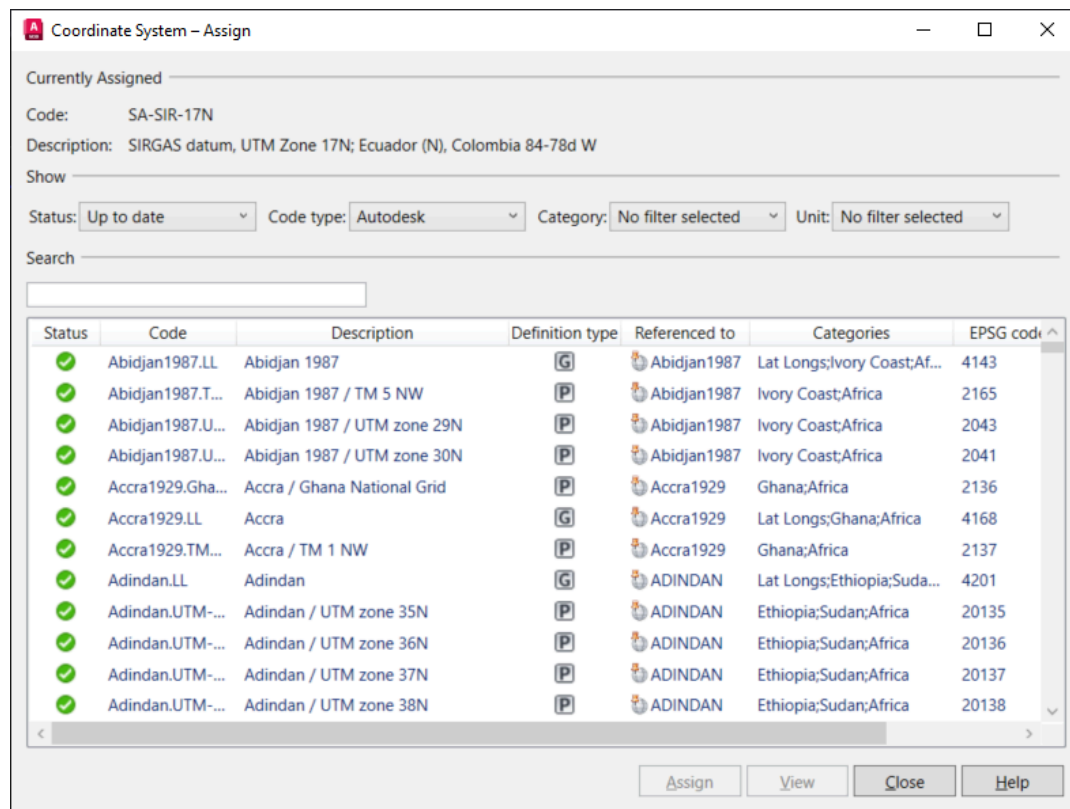 Coordinate System – Assign
Currently Assigned
Code: SA-SIR-17N
Description: SIRGAS datum, UTM Zone 17N; Ecuador (N), Colombia 84-78d W
Show
Status: Up to date Code type: Autodesk Category: No filter selected Unit: No filter selected
Search
Status Code Description Definition type Referenced to Categories EPSG code
Abidjan1987.LL Abidjan 1987 G Abidjan1987 Lat Longs;Ivory Coast;Af... 4143
Abidjan1987.T... Abidjan 1987 / TM 5 NW P Abidjan1987 Ivory Coast;Africa 2165
Abidjan1987.U... Abidjan 1987 / UTM zone 29N P Abidjan1987 Ivory Coast;Africa 2043
Abidjan1987.U... Abidjan 1987 / UTM zone 30N P Abidjan1987 Ivory Coast;Africa 2041
Accra1929.Gha... Accra / Ghana National Grid P Accra1929 Ghana;Africa 2136
Accra1929.LL Accra G Accra1929 Lat Longs;Ghana;Africa 4168
Accra1929.TM... Accra / TM 1 NW P Accra1929 Ghana;Africa 2137
Adindan.LL Adindan G ADINDAN Lat Longs;Ethiopia;Suda... 4201
Adindan.UTM-... Adindan / UTM zone 35N P ADINDAN Ethiopia;Sudan;Africa 20135
Adindan.UTM-... Adindan / UTM zone 36N P ADINDAN Ethiopia;Sudan;Africa 20136
Adindan.UTM-... Adindan / UTM zone 37N P ADINDAN Ethiopia;Sudan;Africa 20137
Adindan.UTM-... Adindan / UTM zone 38N P ADINDAN Ethiopia;Sudan;Africa 20138
Assign View Close Help